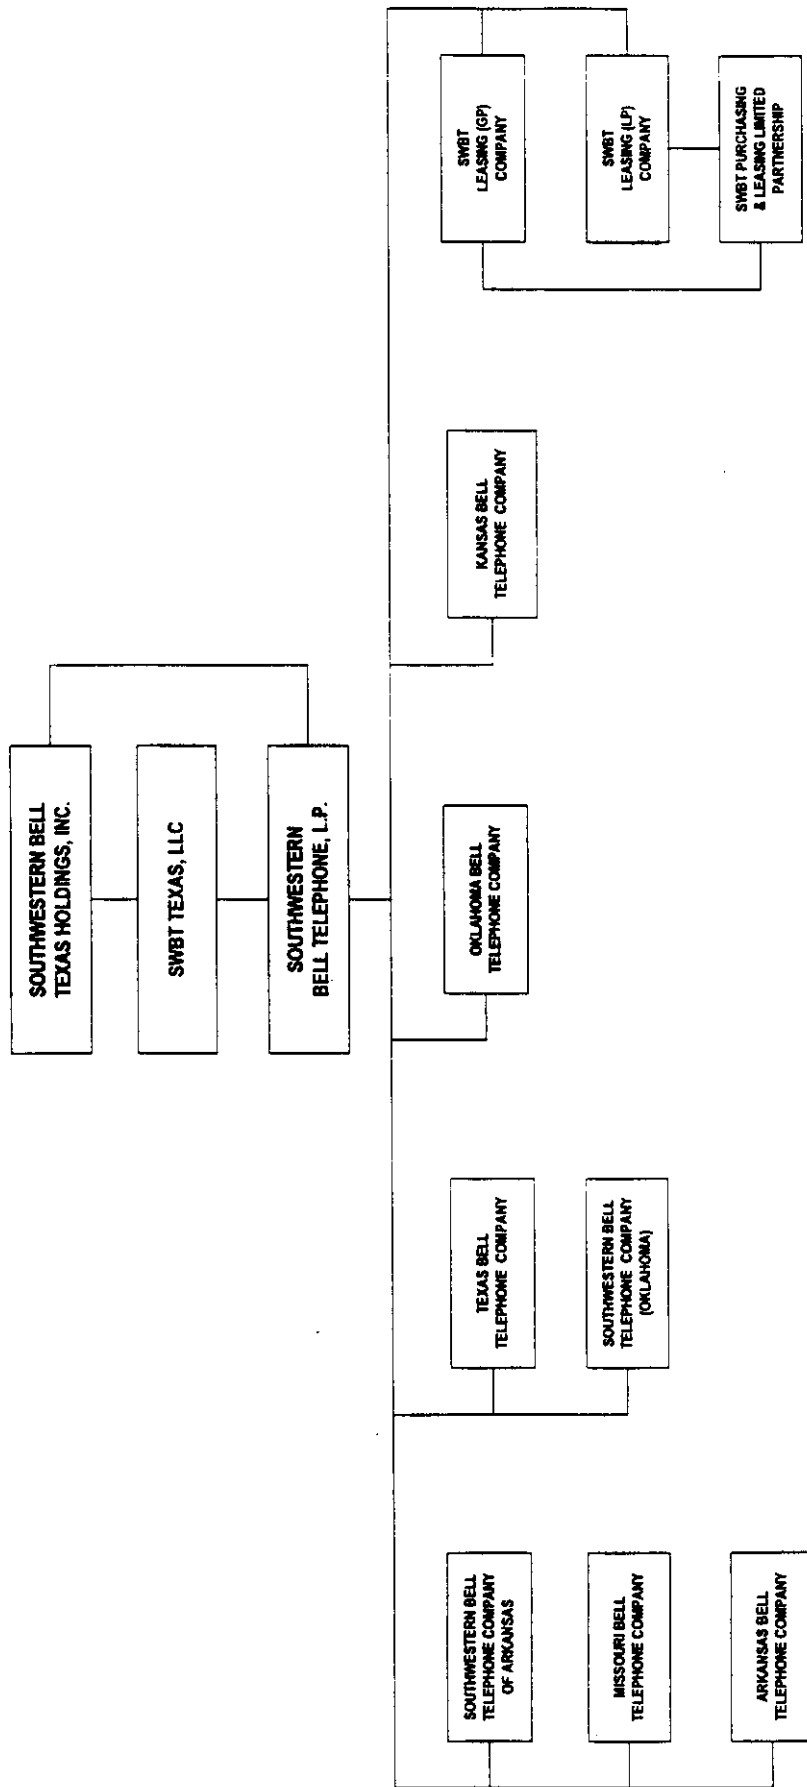 SOUTHWESTERN BELL
TEXAS HOLDINGS, INC.
SWBT TEXAS, LLC
SOUTHWESTERN
BELL TELEPHONE, L.P.
SOUTHWESTERN BELL
TELEPHONE COMPANY
OF ARKANSAS
MISSOURI BELL
TELEPHONE COMPANY
ARKANSAS BELL
TELEPHONE COMPANY
TEXAS BELL
TELEPHONE COMPANY
SOUTHWESTERN BELL
TELEPHONE COMPANY
(OKLAHOMA)
OKLAHOMA BELL
TELEPHONE COMPANY
KANSAS BELL
TELEPHONE COMPANY
SWBT
LEASING (GP)
COMPANY
SWBT
LEASING (LP)
COMPANY
SWBT PURCHASING
& LEASING LIMITED
PARTNERSHIP